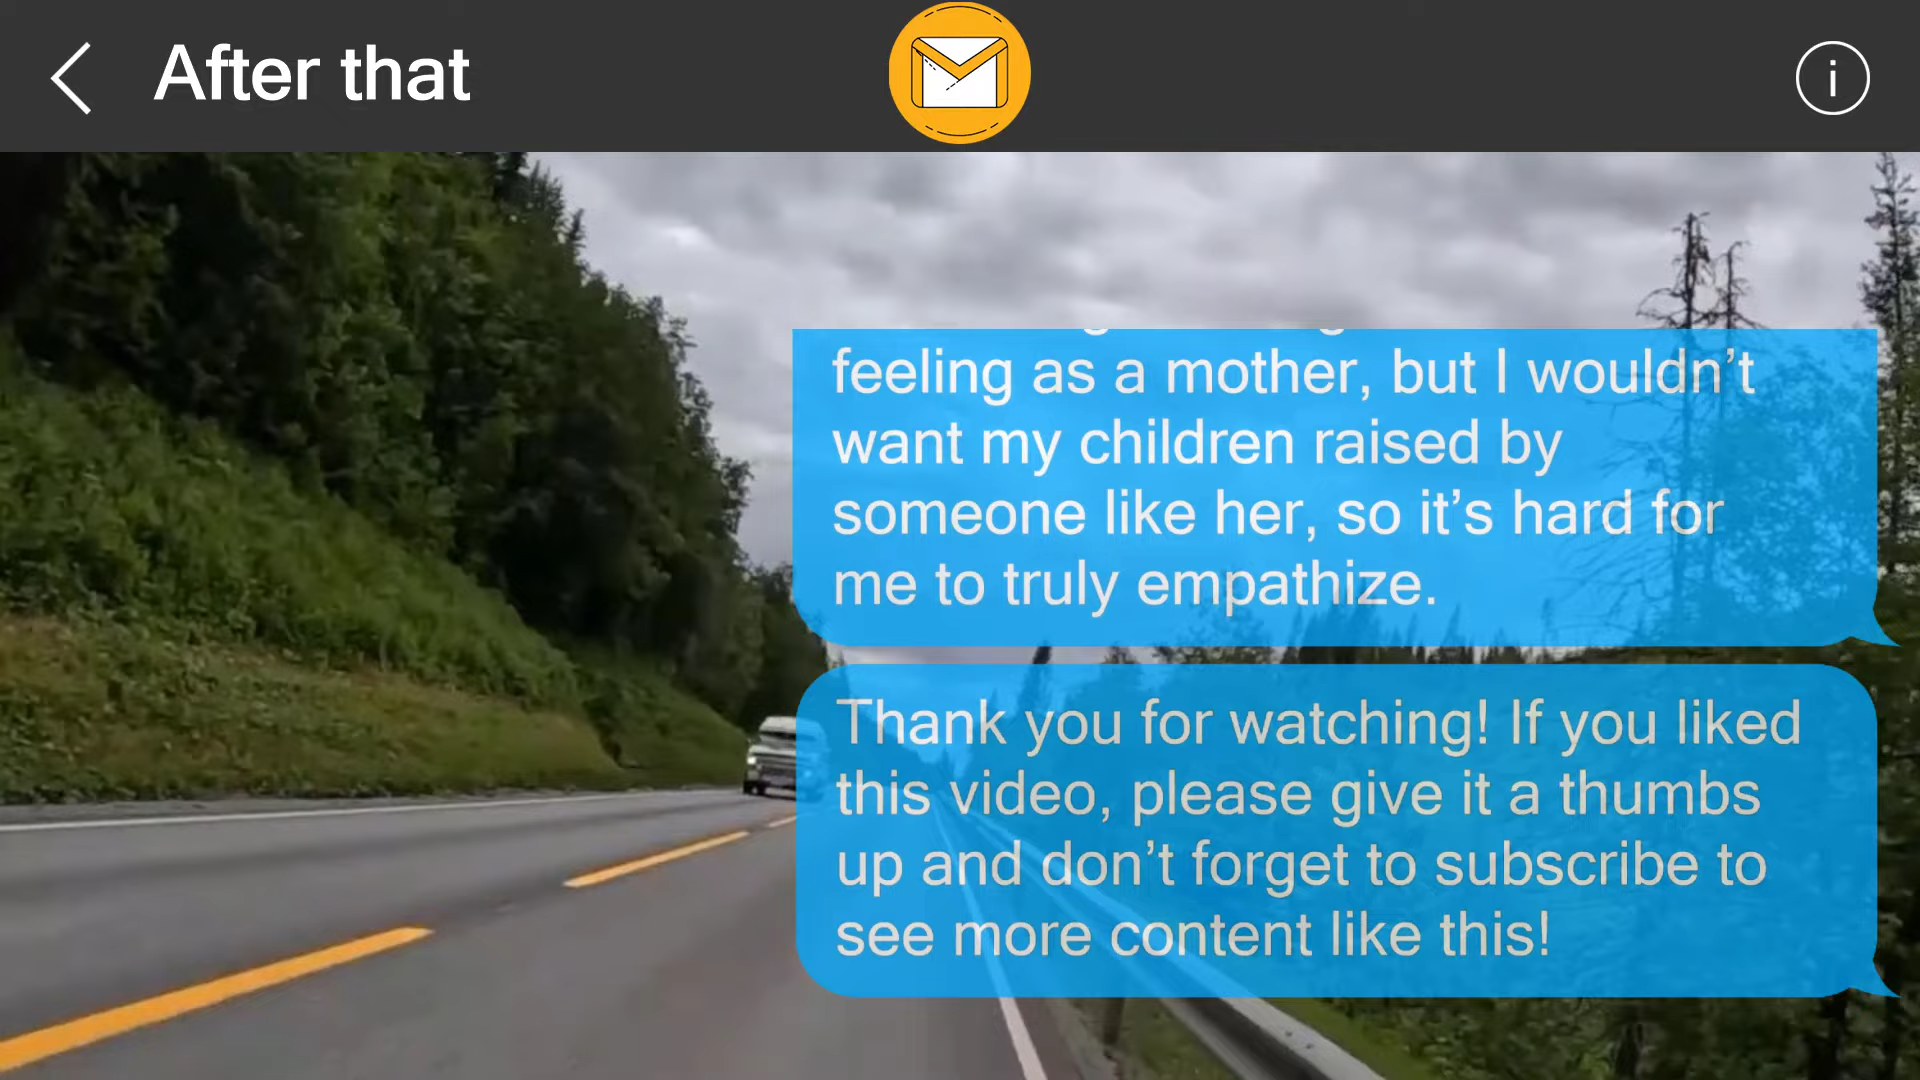 After that
i
feeling as a mother, but I wouldn’t
want my children raised by
someone like her, so it’s hard for
me to truly empathize.
Thank you for watching! If you liked
this video, please give it a thumbs
up and don’t forget to subscribe to
see more content like this!